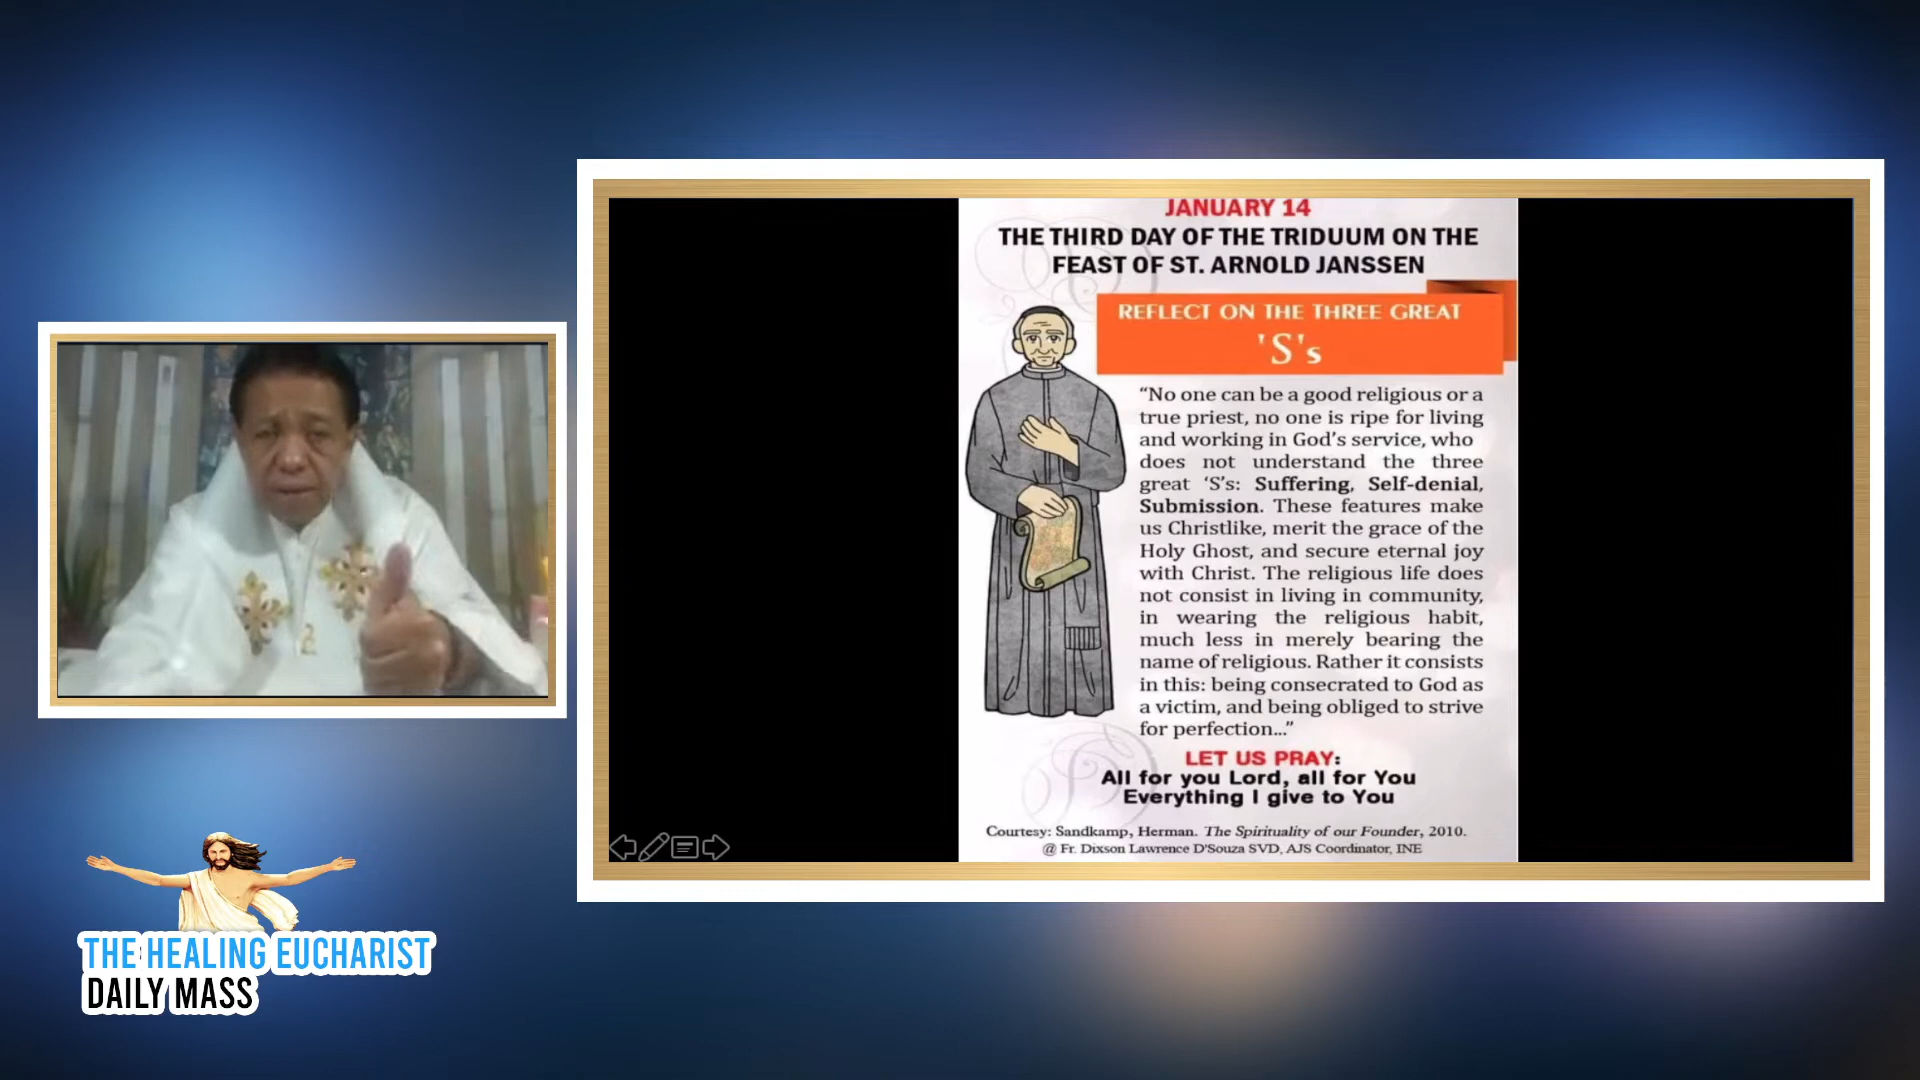 JANUARY 14
THE THIRD DAY OF THE TRIDUUM ON THE
FEAST OF ST. ARNOLD JANSSEN
REFLECT ON THE THREE GREAT
'S's
“No one can be a good religious or a
true priest, no one is ripe for living
and working in God’s service, who
does not understand the three
great ‘S’s: Suffering, Self-denial,
Submission. These features make
us Christlike, merit the grace of the
Holy Ghost, and secure eternal joy
with Christ. The religious life does
not consist in living in community,
in wearing the religious habit,
much less in merely bearing the
name of religious. Rather it consists
in this: being consecrated to God as
a victim, and being obliged to strive
for perfection...”
LET US PRAY:
All for you Lord, all for You
Everything I give to You
Courtesy: Sandkamp, Herman. The Spirituality of our Founder, 2010.
@ Fr. Dixson Lawrence D'Souza SVD, AJS Coordinator, INE
THE HEALING EUCHARIST
DAILY MASS